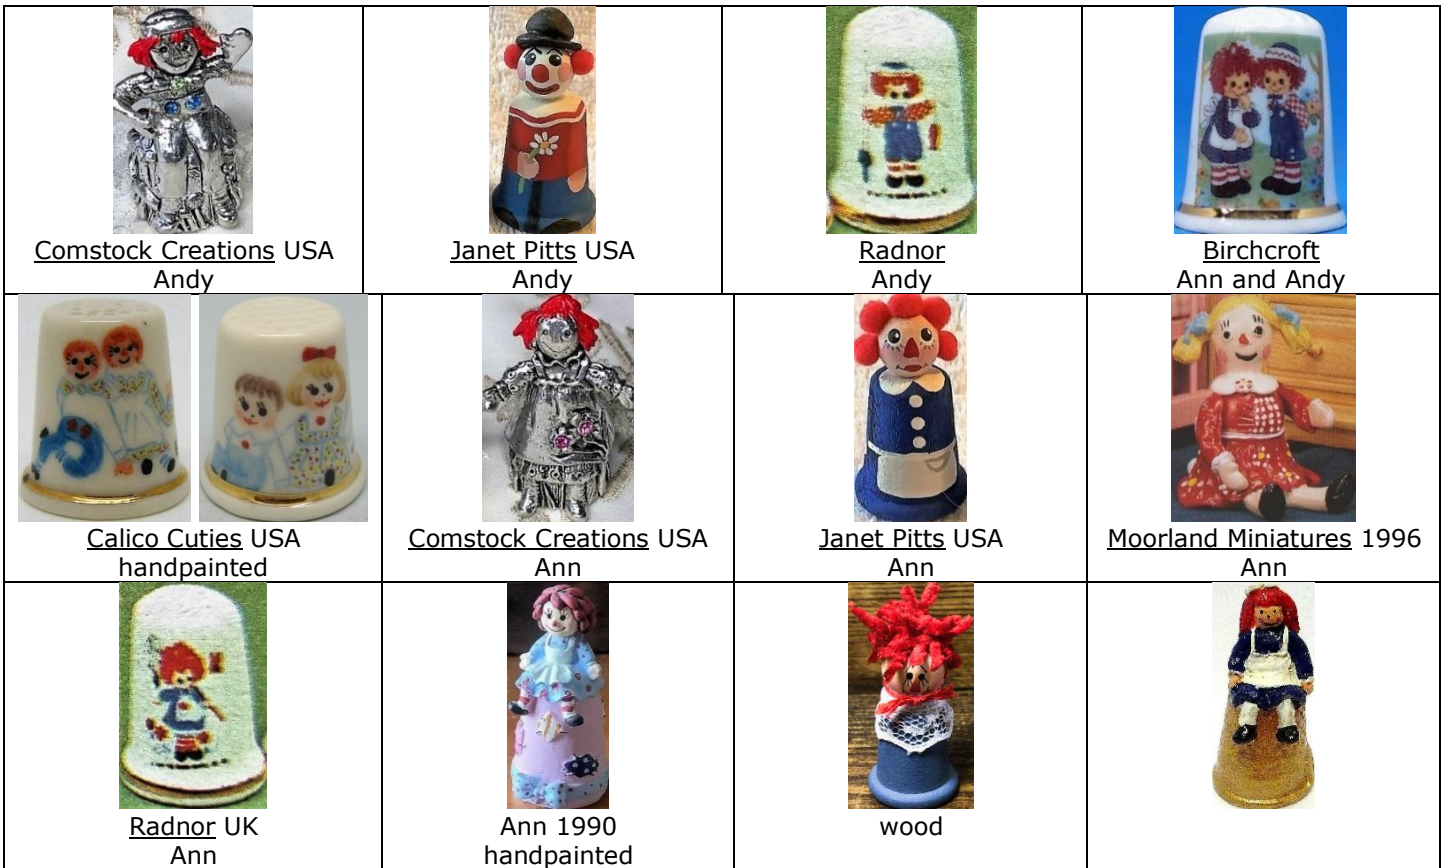 Comstock Creations USA
Andy
Janet Pitts USA
Andy
Radnor
Andy
Birchcroft
Ann and Andy
Calico Cuties USA
handpainted
Comstock Creations USA
Ann
Janet Pitts USA
Ann
Moorland Miniatures 1996
Ann
Radnor UK
Ann
Ann 1990
handpainted
wood